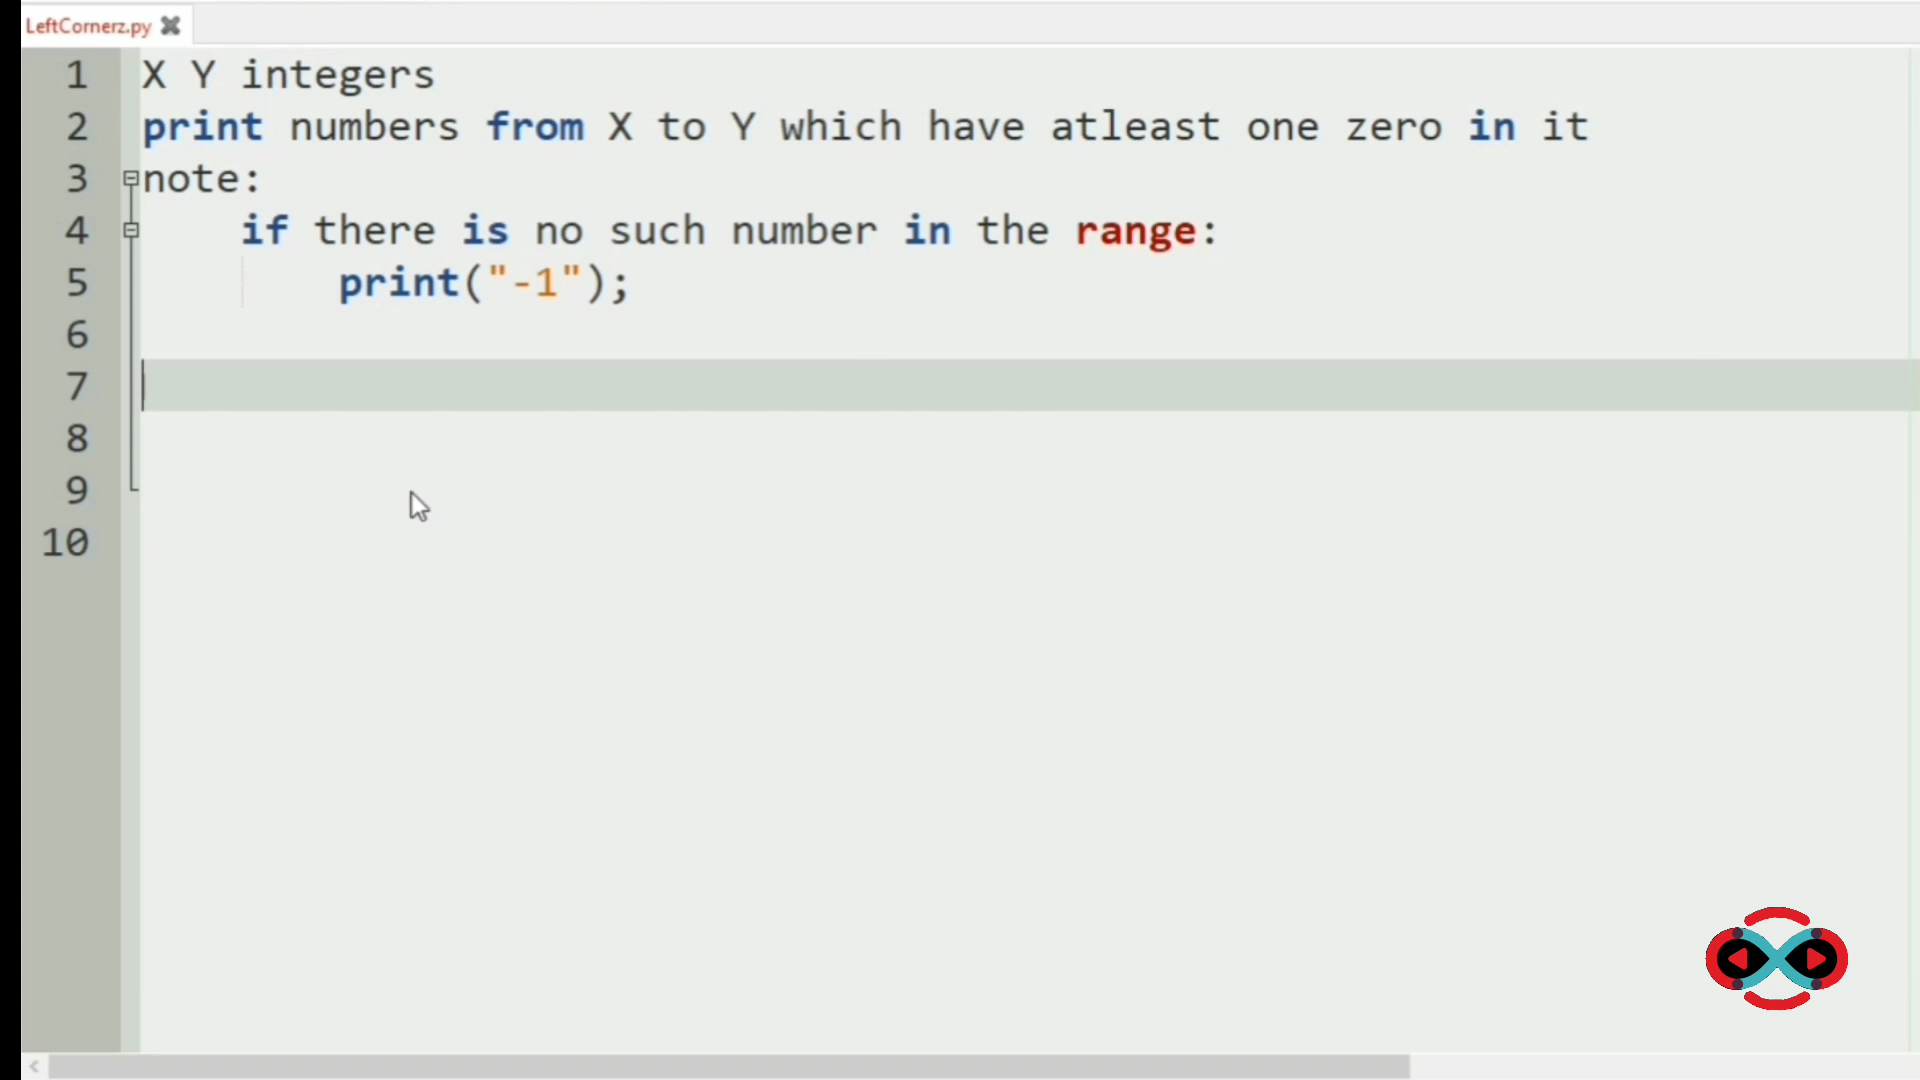 LeftCornerz.py
1 X Y integers
2 print numbers from X to Y which have atleast one zero in it
3 note:
4 if there is no such number in the range:
5 print("-1");
6
7
8
9
10